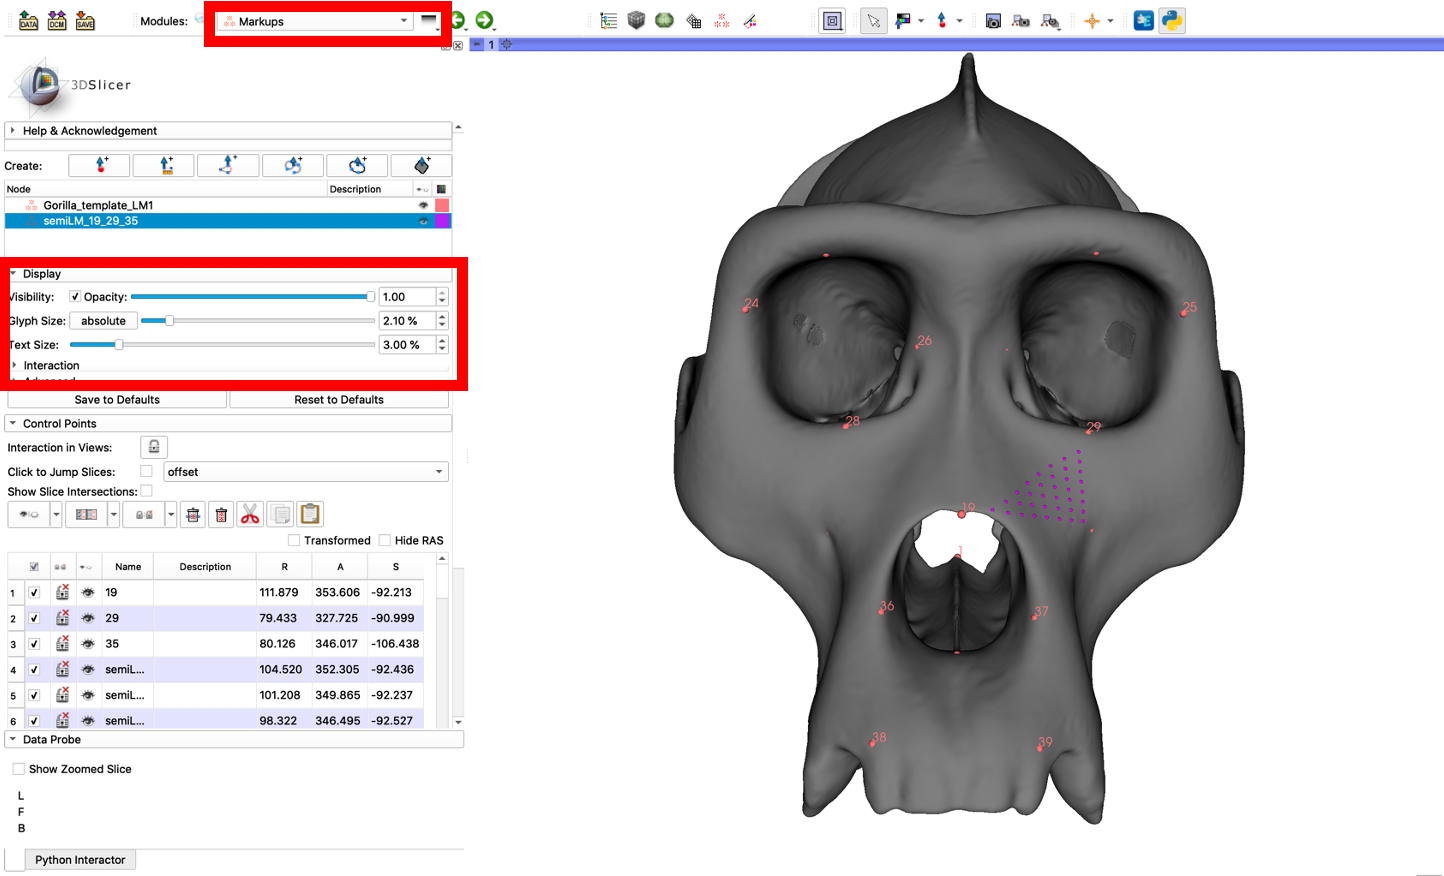 DATA DCM SAVE Modules: Markups
1
3DSlicer
Help & Acknowledgement
Create:
Node Description
Gorilla_template_LM1
semiLM_19_29_35
Display
Visibility: Opacity: 1.00
Glyph Size: absolute 2.10 %
Text Size: 3.00 %
Interaction
Advanced
Save to Defaults Reset to Defaults
Control Points
Interaction in Views:
Click to Jump Slices: offset
Show Slice Intersections:
Transformed Hide RAS
Name Description R A S
1 19 111.879 353.606 -92.213
2 29 79.433 327.725 -90.999
3 35 80.126 346.017 -106.438
4 semiL... 104.520 352.305 -92.436
5 semiL... 101.208 349.865 -92.237
6 semiL... 98.322 346.495 -92.527
Data Probe
Show Zoomed Slice
L
F
B
Python Interactor
24 25
26
28 29
19
1
36 37
38 39